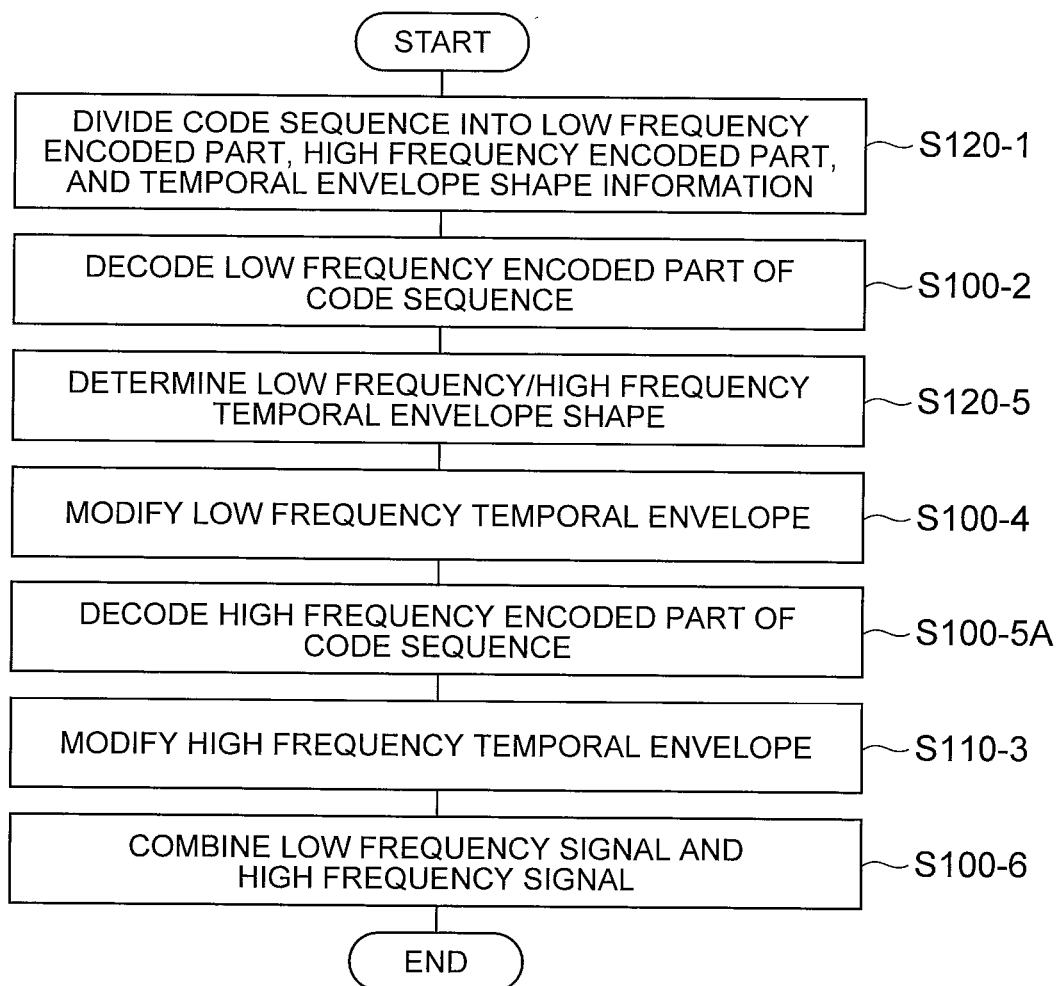 START
DIVIDE CODE SEQUENCE INTO LOW FREQUENCY
ENCODED PART, HIGH FREQUENCY ENCODED PART,
AND TEMPORAL ENVELOPE SHAPE INFORMATION
S120-1
DECODE LOW FREQUENCY ENCODED PART OF
CODE SEQUENCE
S100-2
DETERMINE LOW FREQUENCY/HIGH FREQUENCY
TEMPORAL ENVELOPE SHAPE
S120-5
MODIFY LOW FREQUENCY TEMPORAL ENVELOPE
S100-4
DECODE HIGH FREQUENCY ENCODED PART OF
CODE SEQUENCE
S100-5A
MODIFY HIGH FREQUENCY TEMPORAL ENVELOPE
S110-3
COMBINE LOW FREQUENCY SIGNAL AND
HIGH FREQUENCY SIGNAL
S100-6
END